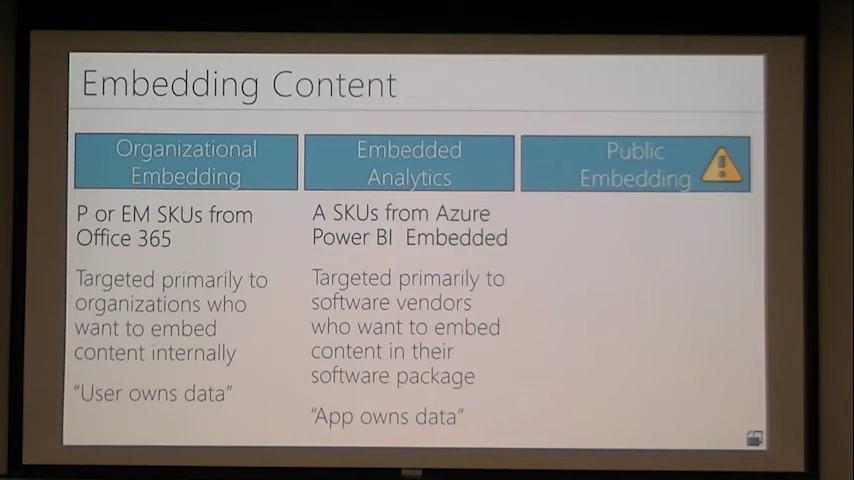 Embedding Content
Organizational
Embedding
Embedded
Analytics
Public
Embedding
P or EM SKUs from
Office 365
Targeted primarily to
organizations who
want to embed
content internally
“User owns data”
A SKUs from Azure
Power BI Embedded
Targeted primarily to
software vendors
who want to embed
content in their
software package
“App owns data”